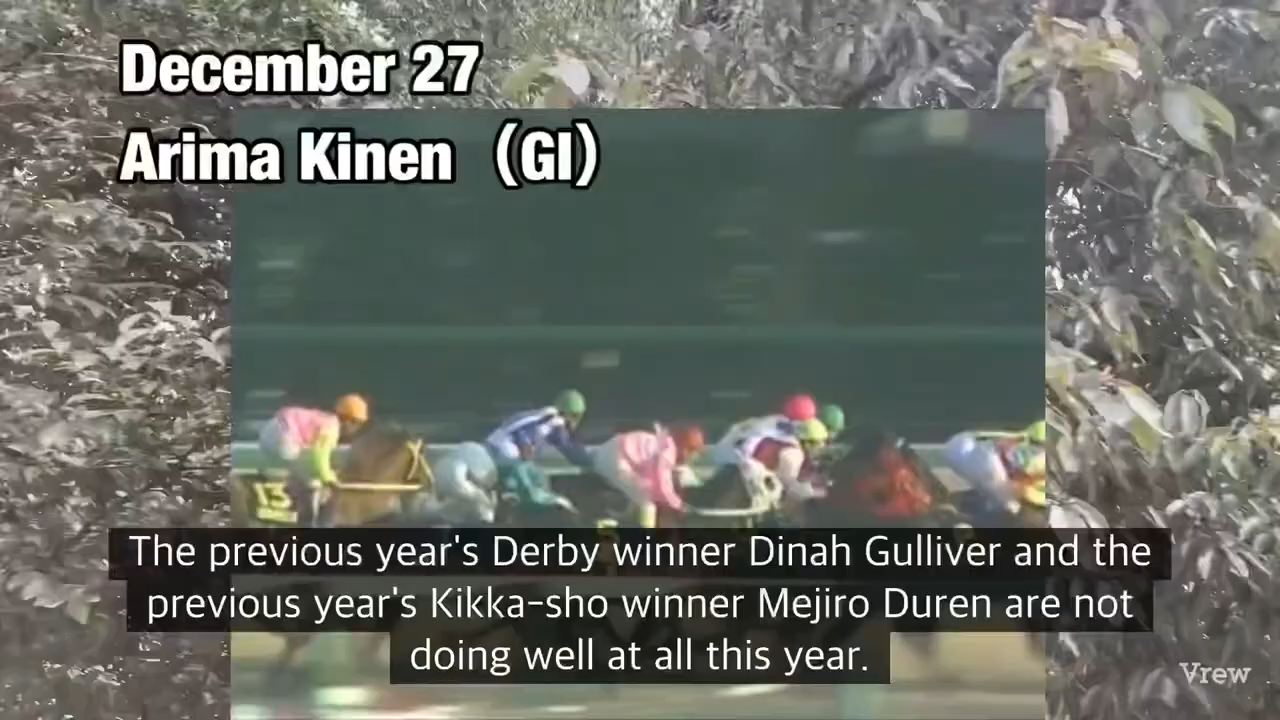 December 27
Arima Kinen（GI）
13
The previous year's Derby winner Dinah Gulliver and the
previous year's Kikka-sho winner Mejiro Duren are not
doing well at all this year.
Vrew